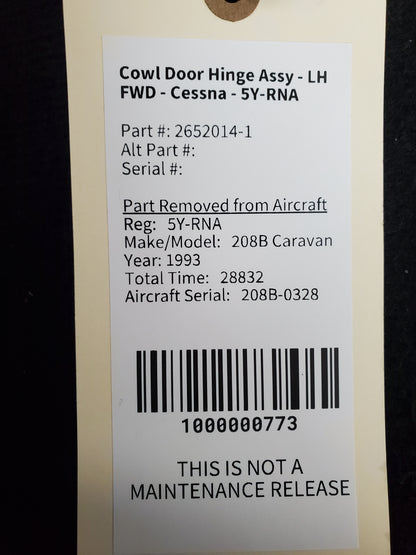 Cowl Door Hinge Assy - LH
FWD - Cessna - 5Y-RNA
Part #: 2652014-1
Alt Part #:
Serial #:
Part Removed from Aircraft
Reg: 5Y-RNA
Make/Model: 208B Caravan
Year: 1993
Total Time: 28832
Aircraft Serial: 208B-0328
1000000773
THIS IS NOT A
MAINTENANCE RELEASE